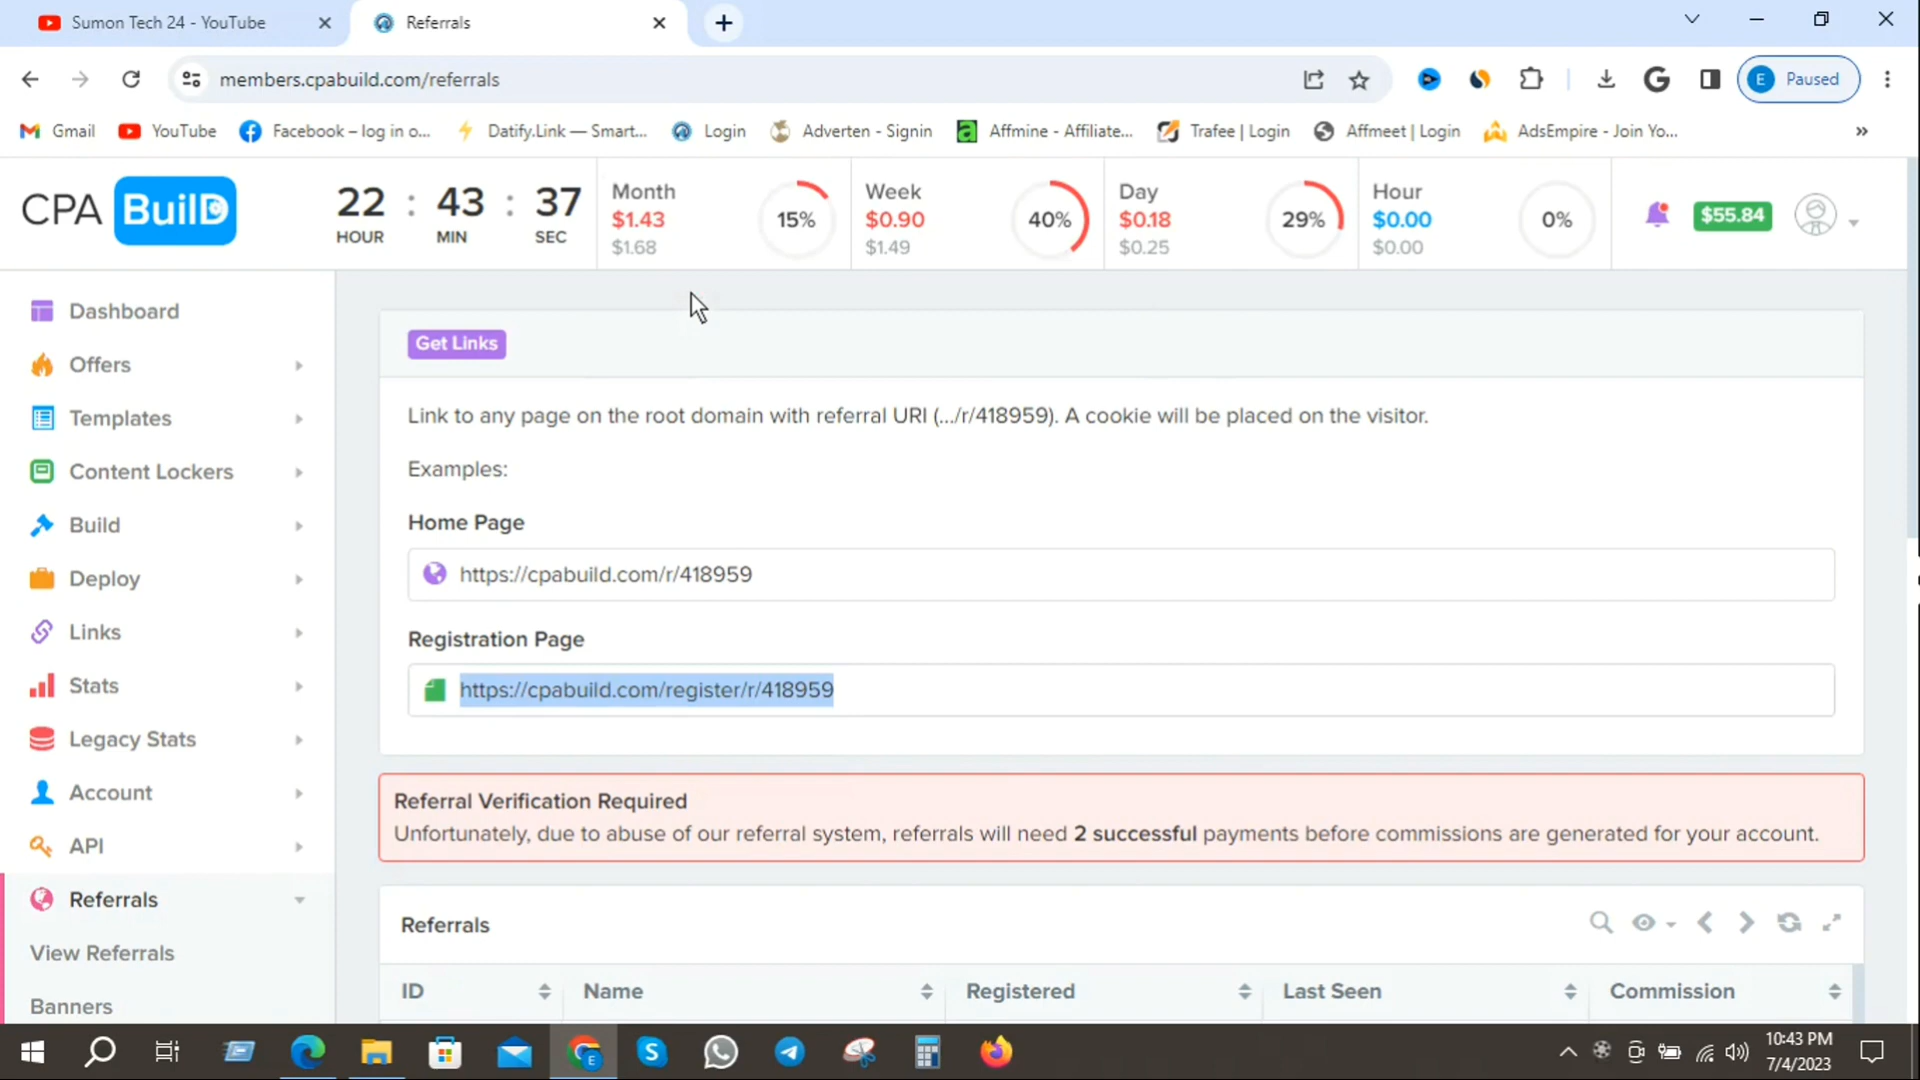 Sumon Tech 24 - YouTube
Referrals
members.cpabuild.com/referrals
E Paused
Gmail
YouTube
Facebook – log in o...
Datify.Link — Smart...
Login
Adverten - Signin
Affmine - Affiliate...
Trafee | Login
Affmeet | Login
AdsEmpire - Join Yo...
»
CPA Build
22 : 43 : 37
HOUR MIN SEC
Month
$1.43
$1.68
15%
Week
$0.90
$1.49
40%
Day
$0.18
$0.25
29%
Hour
$0.00
$0.00
0%
$55.84
Dashboard
Offers
Templates
Content Lockers
Build
Deploy
Links
Stats
Legacy Stats
Account
API
Referrals
View Referrals
Banners
Get Links
Link to any page on the root domain with referral URI (.../r/418959). A cookie will be placed on the visitor.
Examples:
Home Page
https://cpabuild.com/r/418959
Registration Page
https://cpabuild.com/register/r/418959
Referral Verification Required
Unfortunately, due to abuse of our referral system, referrals will need 2 successful payments before commissions are generated for your account.
Referrals
ID Name Registered Last Seen Commission
10:43 PM
7/4/2023